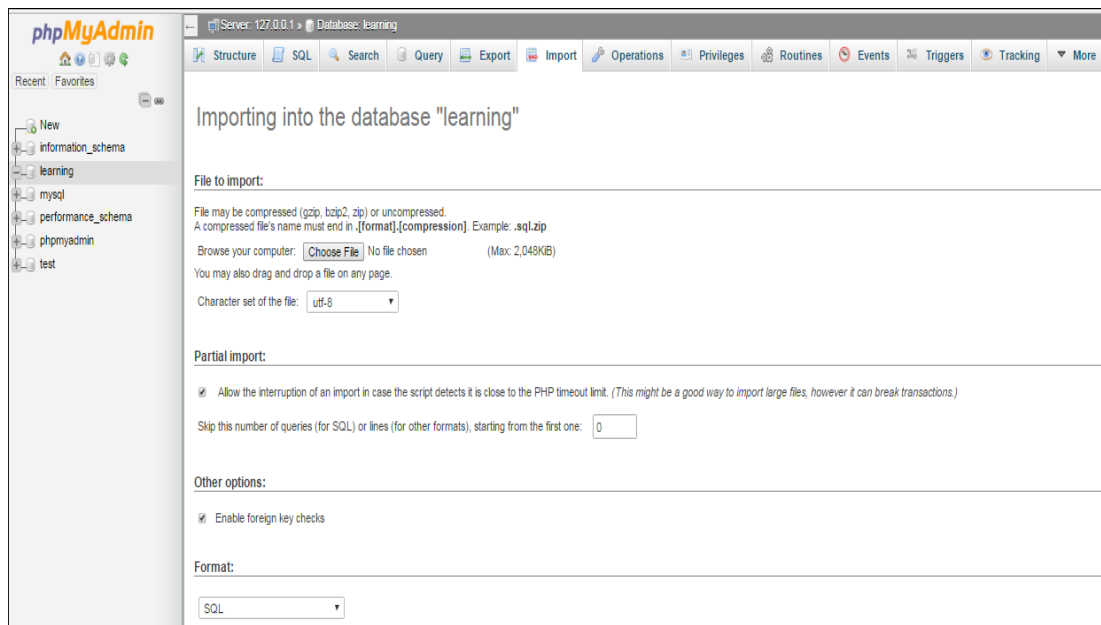 phpMyAdmin
Recent Favorites
New
information_schema
learning
mysql
performance_schema
phpmyadmin
test
Server: 127.0.0.1 » Database: learning
Structure SQL Search Query Export Import Operations Privileges Routines Events Triggers Tracking More
Importing into the database "learning"
File to import:
File may be compressed (gzip, bzip2, zip) or uncompressed.
A compressed file's name must end in .[format].[compression]. Example: .sql.zip
Browse your computer: Choose File No file chosen (Max: 2,048KiB)
You may also drag and drop a file on any page.
Character set of the file: utf-8
Partial import:
Allow the interruption of an import in case the script detects it is close to the PHP timeout limit. (This might be a good way to import large files, however it can break transactions.)
Skip this number of queries (for SQL) or lines (for other formats), starting from the first one: 0
Other options:
Enable foreign key checks
Format:
SQL